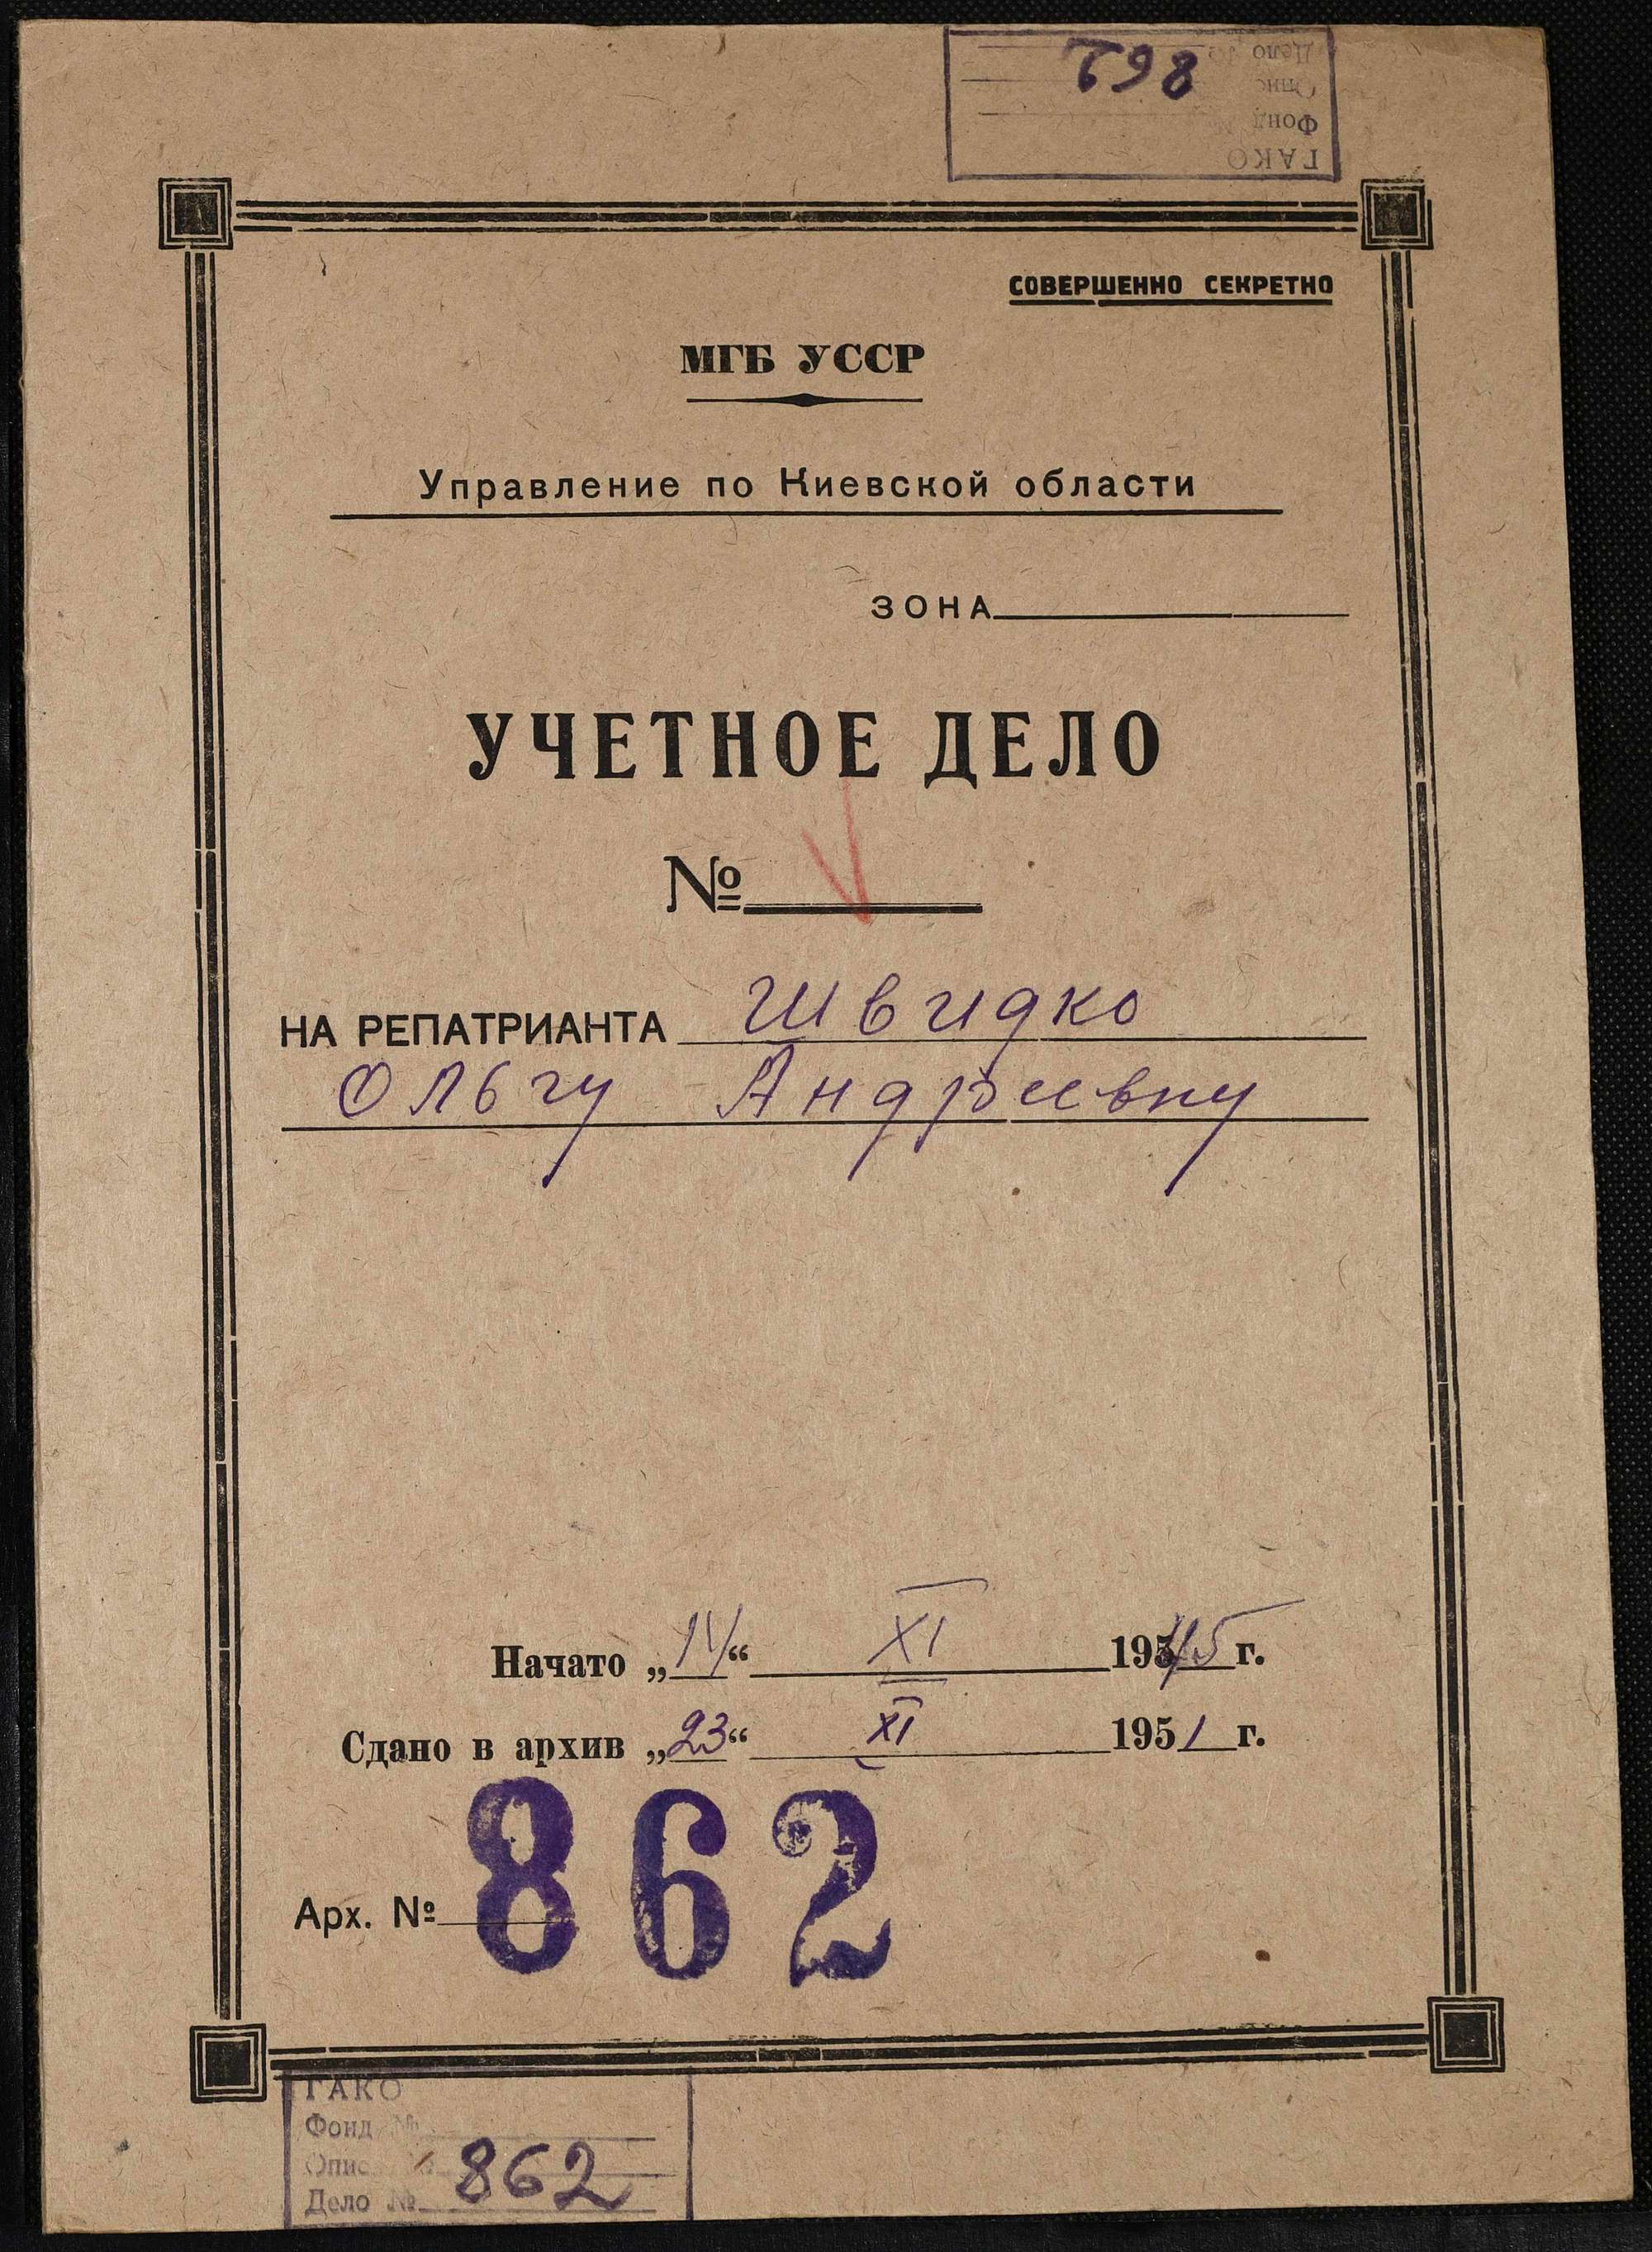 ГАКО
Фонд
Опис
Дело №
862
СОВЕРШЕННО СЕКРЕТНО
МГБ УССР
Управление по Киевской области
ЗОНА
УЧЕТНОЕ ДЕЛО
№
НА РЕПАТРИАНТА Швидко
Ольгу Андреевну
Начато „14“ XI 1945 г.
Сдано в архив „23“ XI 1951 г.
Арх. № 862
ГАКО
Фонд №
Опис
Дело № 862